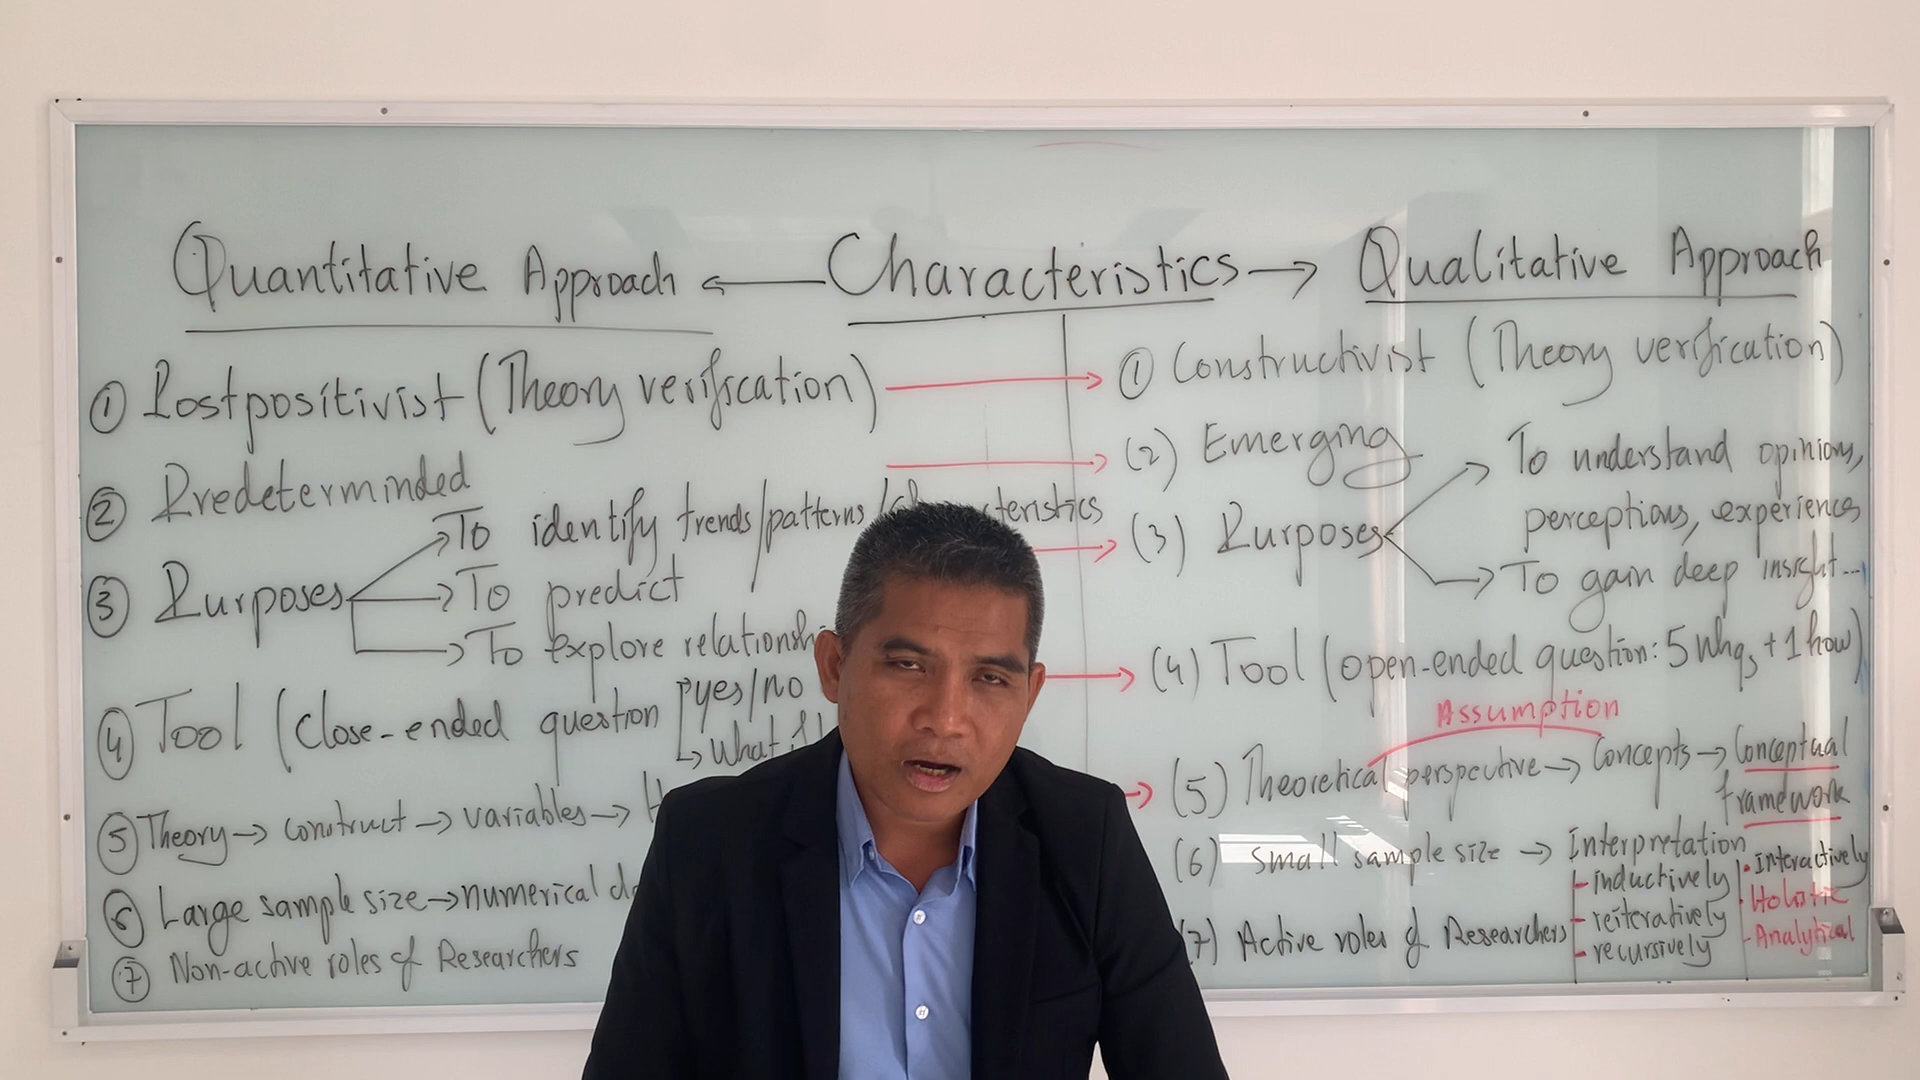 Quantitative Approach ← Characteristics → Qualitative Approach
① Postpositivist (Theory verification)
② Predeterminded
③ Purposes → To identify trends/patterns/
→ To predict
→ To explore
④ Tool (Close-ended question → yes/no
→ What
⑤ Theory → construct → variables →
⑥ Large sample size → numerical
⑦ Non-active roles of Researchers
① Constructivist (Theory verification)
(2) Emerging
(3) Purposes → To understand opinions,
perceptions, experiences
→ To gain deep insight...
(4) Tool (open-ended question: 5 Whqs + 1 how)
Assumption
(5) Theoretical perspective → Concepts → Conceptual
framework
(6) Small sample size → Interpretation
- inductively
- reiteratively
- recursively
• Interactively
• Holistic
- Analytical
(7) Active roles of Researchers